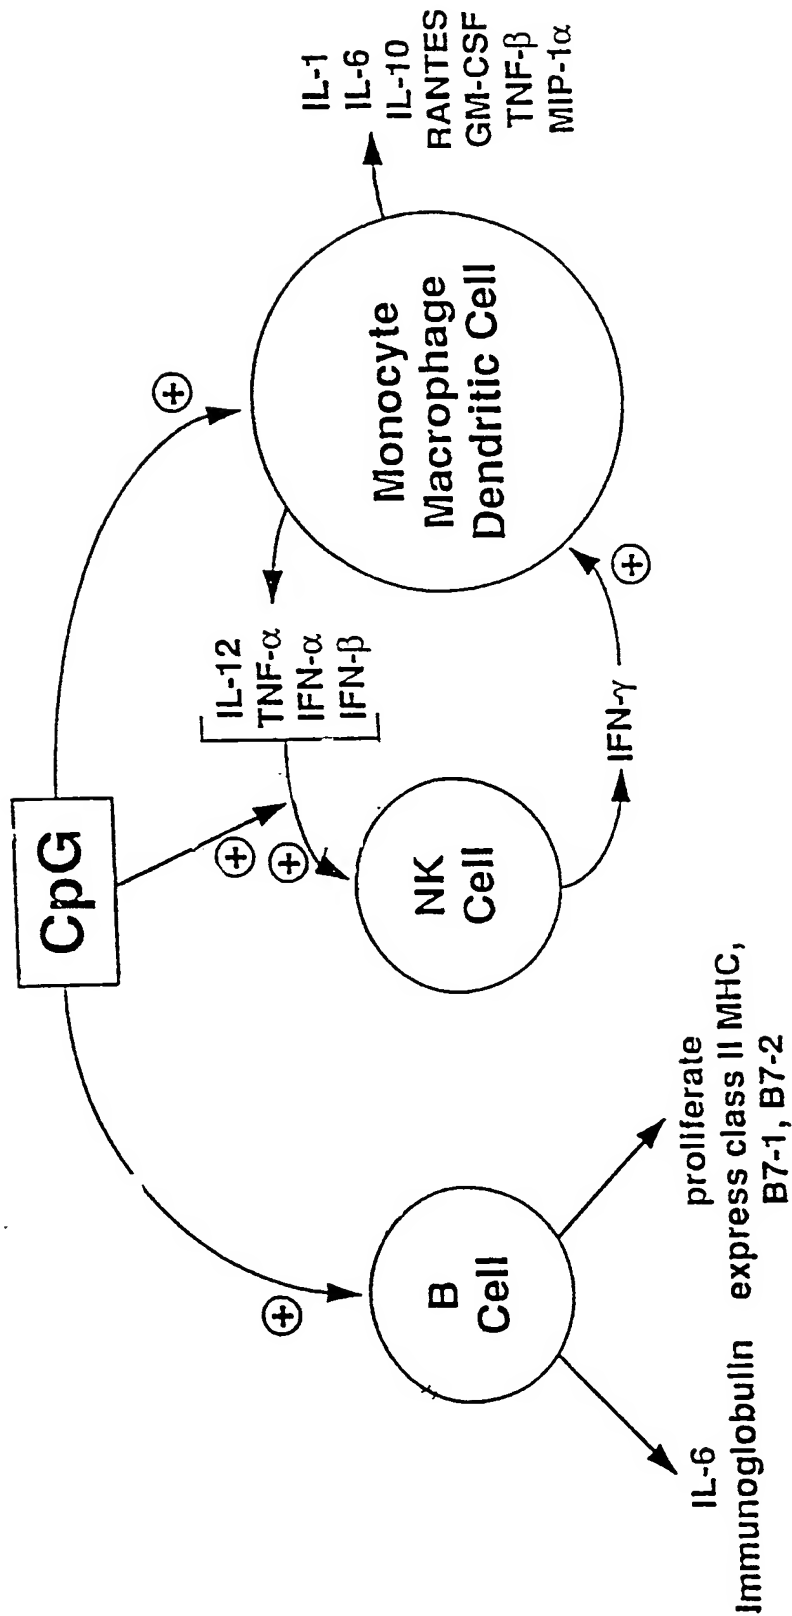 CpG
+
+
+
+
+
IL-12
TNF-α
IFN-α
IFN-β
B
Cell
NK
Cell
Monocyte
Macrophage
Dendritic Cell
IL-1
IL-6
IL-10
RANTES
GM-CSF
TNF-β
MIP-1α
IFN-γ
IL-6
Immunoglobulin
proliferate
express class II MHC,
B7-1, B7-2